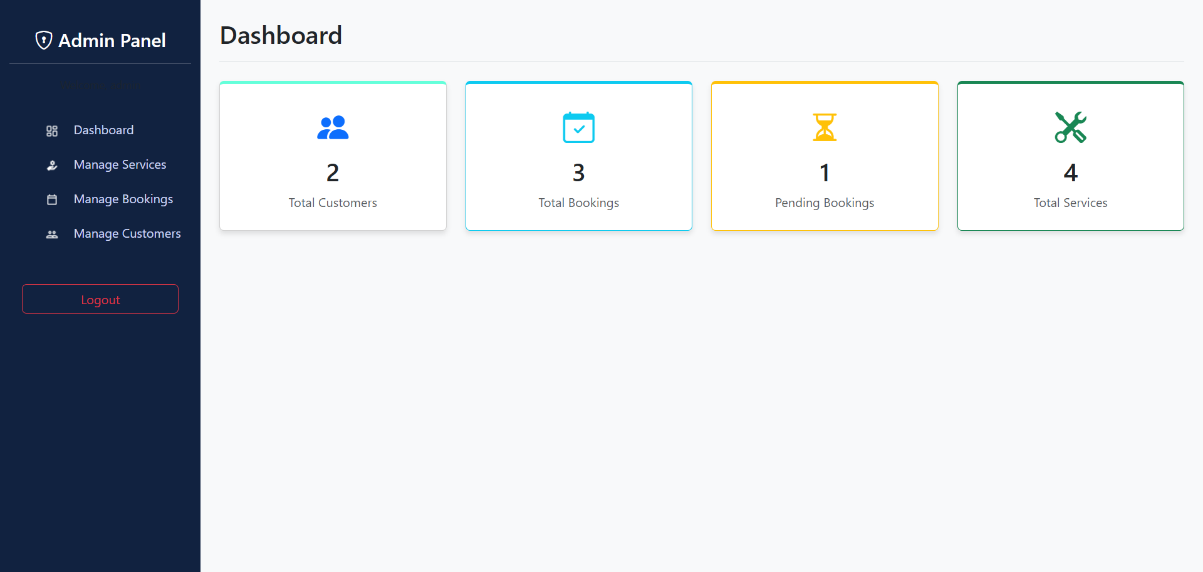 Admin Panel
Dashboard
Manage Services
Manage Bookings
Manage Customers
Logout
Dashboard
2
Total Customers
3
Total Bookings
1
Pending Bookings
4
Total Services